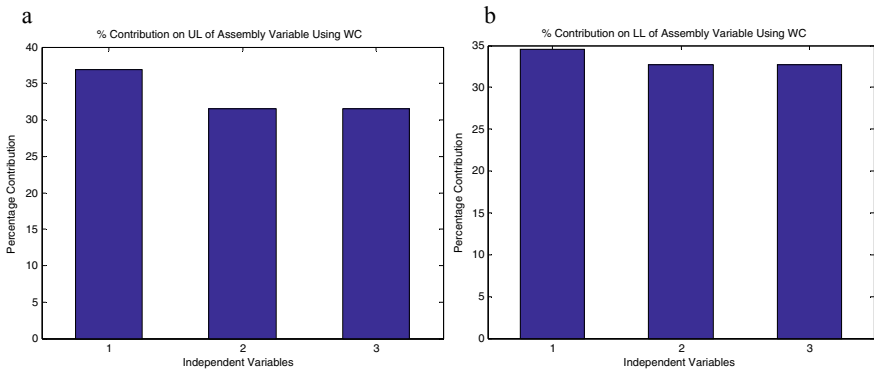 a
% Contribution on UL of Assembly Variable Using WC
40
35
30
25
20
15
10
5
0
Percentage Contribution
1 2 3
Independent Variables
b
% Contribution on LL of Assembly Variable Using WC
35
30
25
20
15
10
5
0
Percentage Contribution
1 2 3
Independent Variables